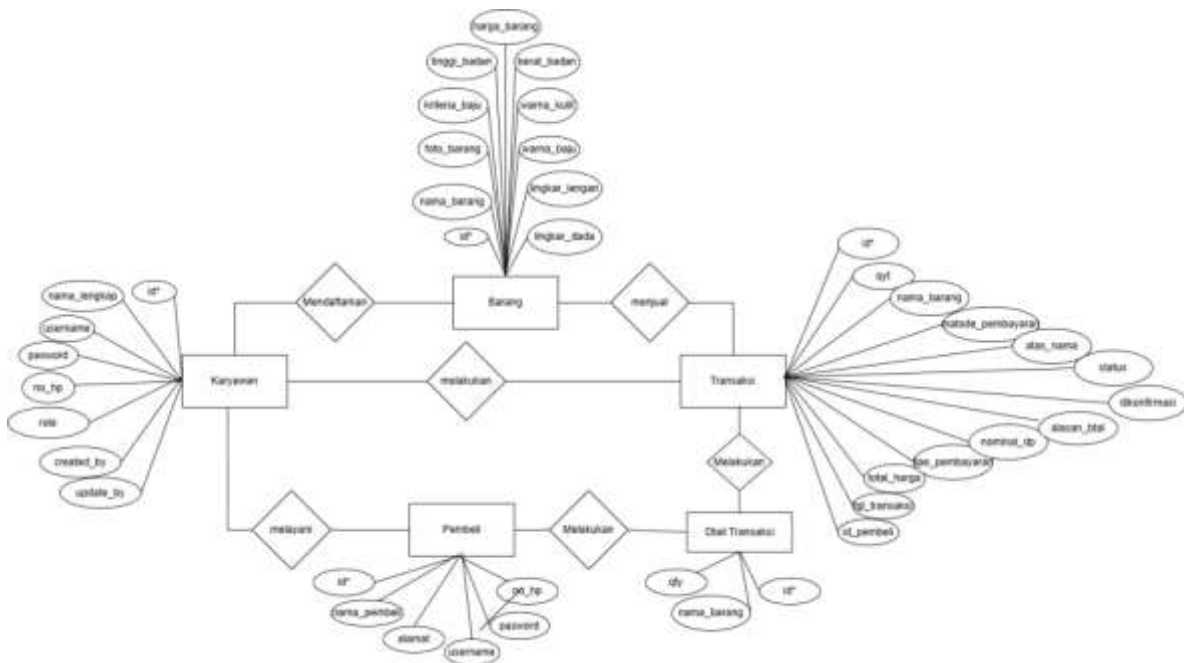 harga_barang
tinggi_badan
berat_badan
kriteria_baju
warna_kulit
foto_barang
warna_baju
nama_barang
lingkar_lengan
id*
lingkar_dada
Barang
Mendaftarkan
menjual
nama_lengkap
id*
username
password
no_hp
role
created_by
update_by
Karyawan
melakukan
Transaksi
id*
qyt
nama_barang
metode_pembayaran
atas_nama
status
dikonfirmasi
alasan_btal
nominal_dp
tipe_pembayaran
total_harga
tgl_transaksi
id_pembeli
Melakukan
melayani
Pembeli
Melakukan
Dtail Transaksi
id*
nama_pembeli
alamat
username
password
no_hp
qty
nama_barang
id*